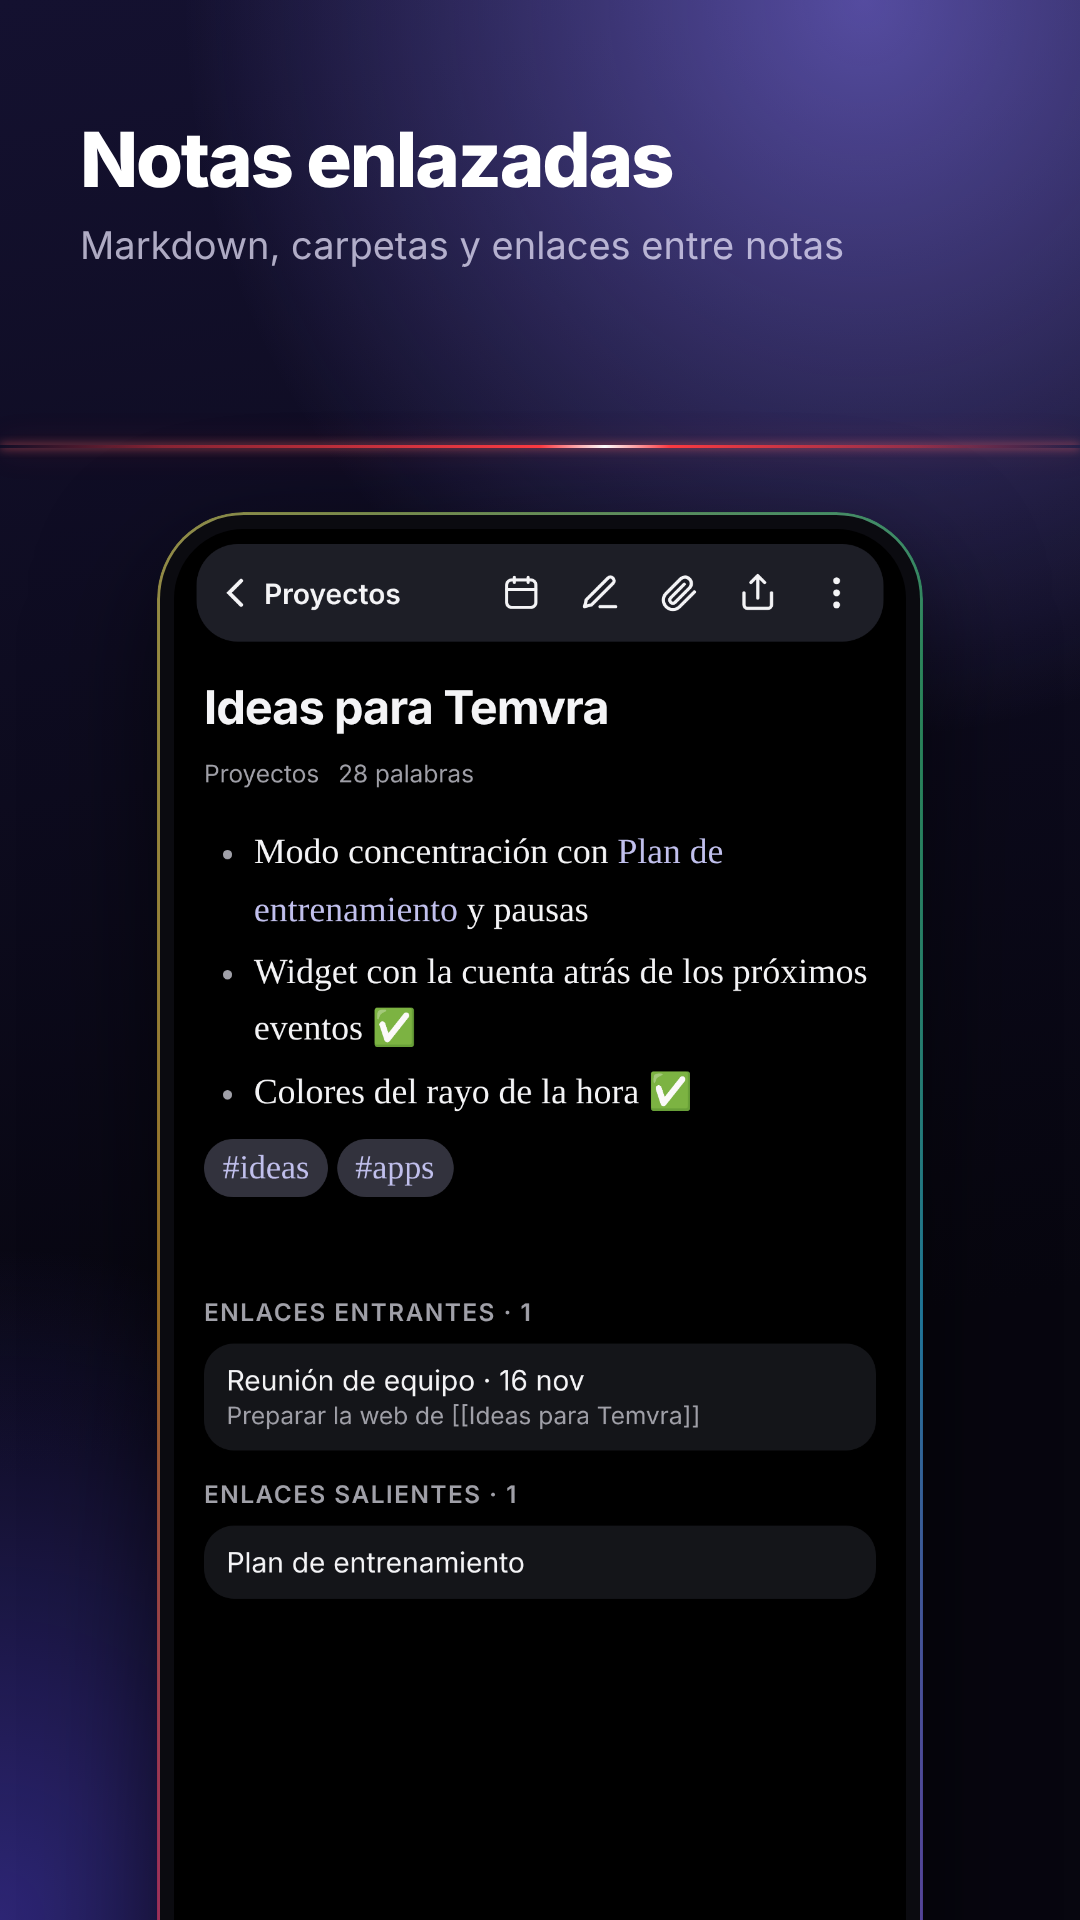 Notas enlazadas
Markdown, carpetas y enlaces entre notas
Proyectos
Ideas para Temvra
Proyectos 28 palabras
• Modo concentración con Plan de
entrenamiento y pausas
• Widget con la cuenta atrás de los próximos
eventos ✅
• Colores del rayo de la hora ✅
#ideas #apps
ENLACES ENTRANTES · 1
Reunión de equipo · 16 nov
Preparar la web de [[Ideas para Temvra]]
ENLACES SALIENTES · 1
Plan de entrenamiento